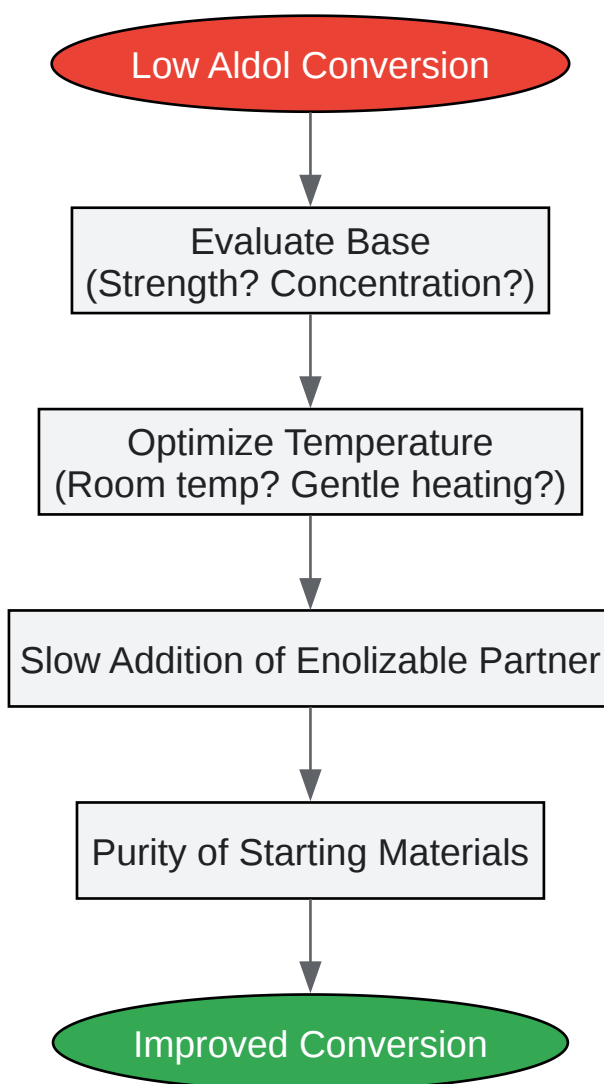 Low Aldol Conversion
Evaluate Base
(Strength? Concentration?)
Optimize Temperature
(Room temp? Gentle heating?)
Slow Addition of Enolizable Partner
Purity of Starting Materials
Improved Conversion